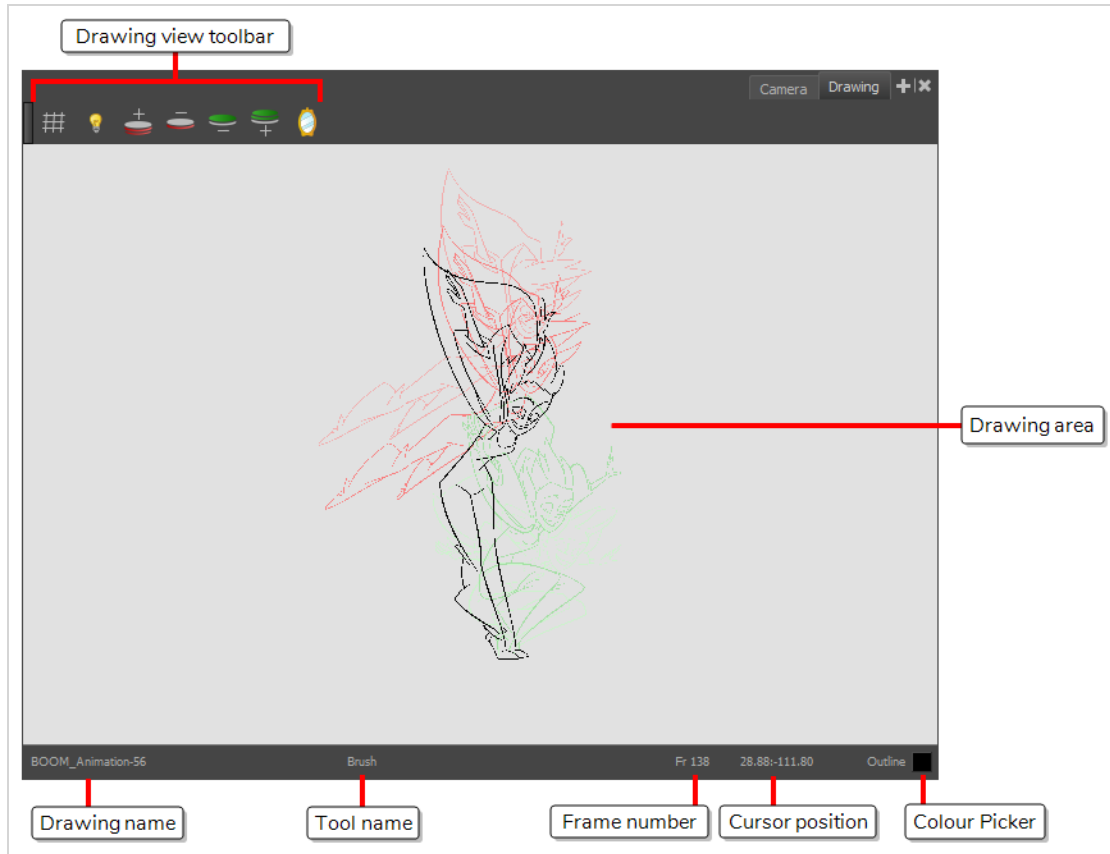 Drawing view toolbar
Camera
Drawing
Drawing area
BOOM_Animation-56
Brush
Fr 138
28.88:-111.80
Outline
Drawing name
Tool name
Frame number
Cursor position
Colour Picker